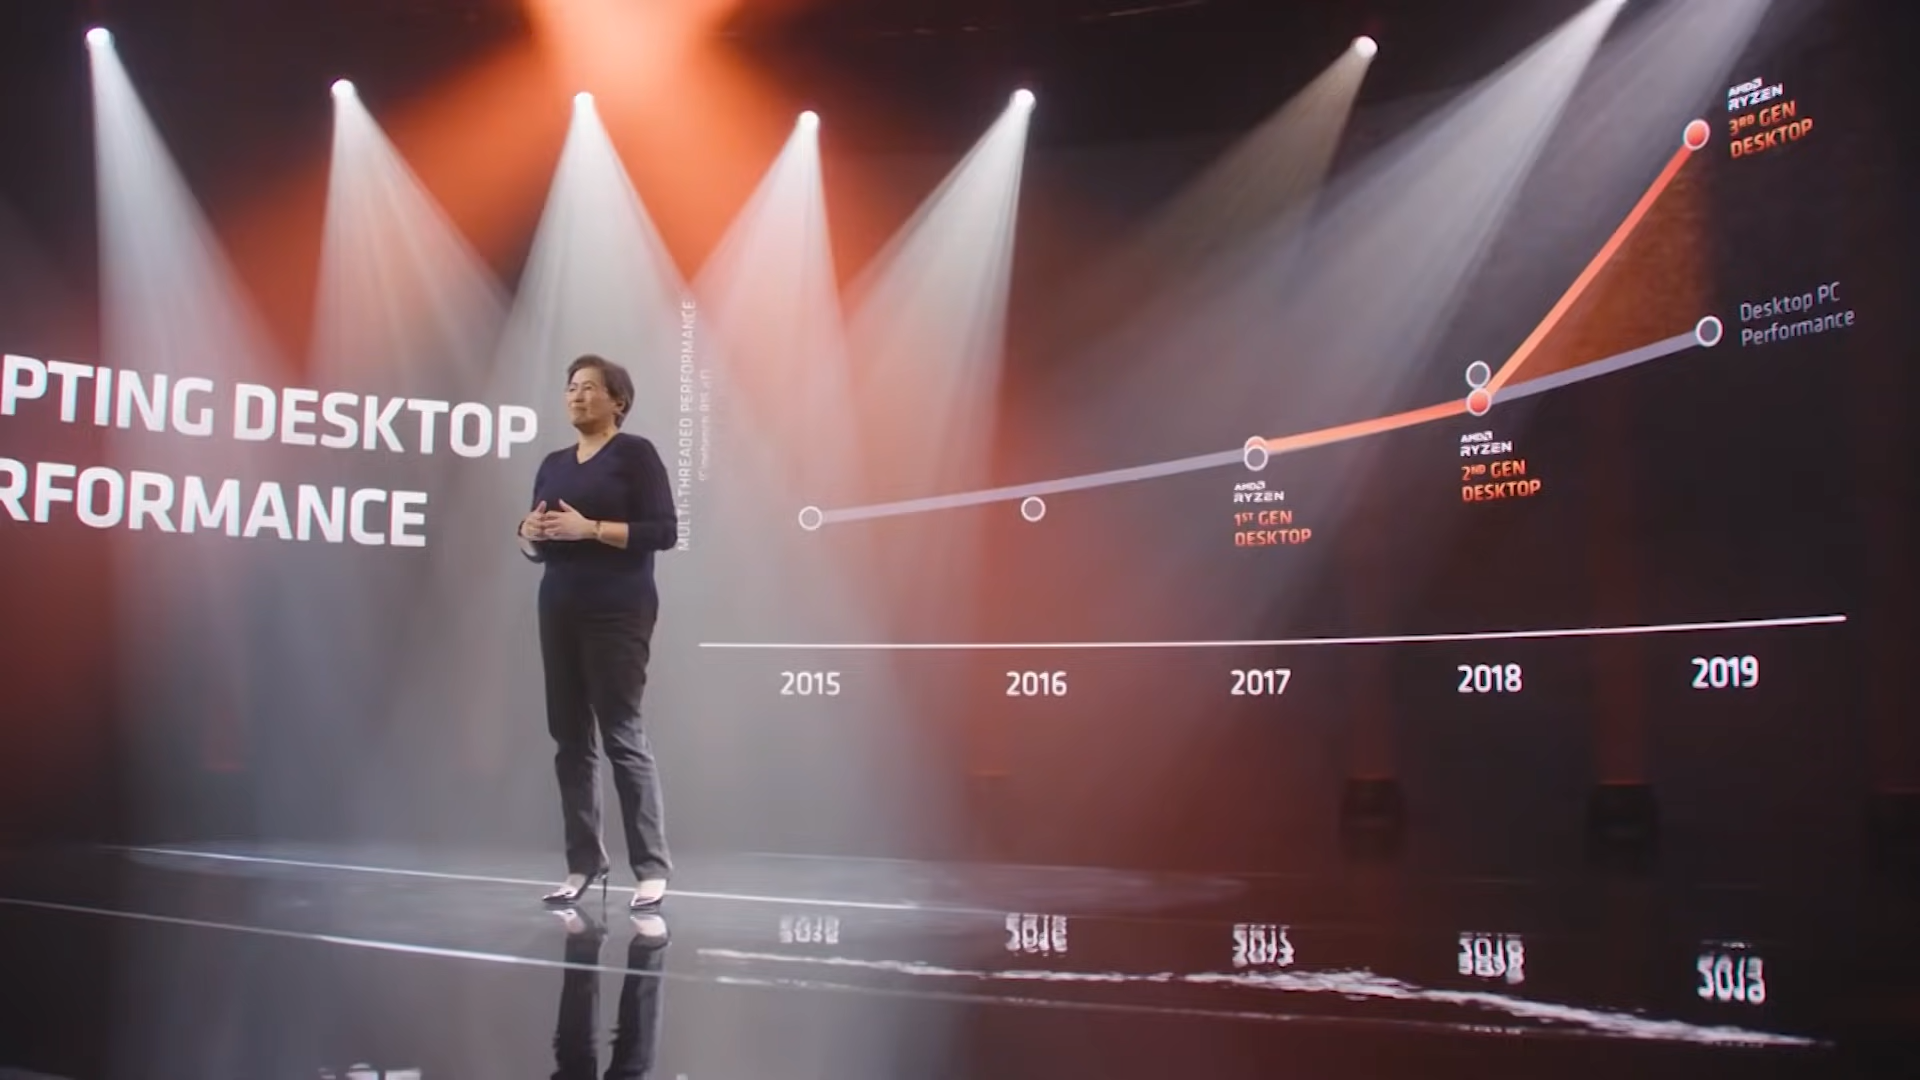 PTING DESKTOP
RFORMANCE
MULTI-THREADED PERFORMANCE
AMD
RYZEN
3RD GEN
DESKTOP
Desktop PC
Performance
AMD
RYZEN
2ND GEN
DESKTOP
AMD
RYZEN
1ST GEN
DESKTOP
2015
2016
2017
2018
2019